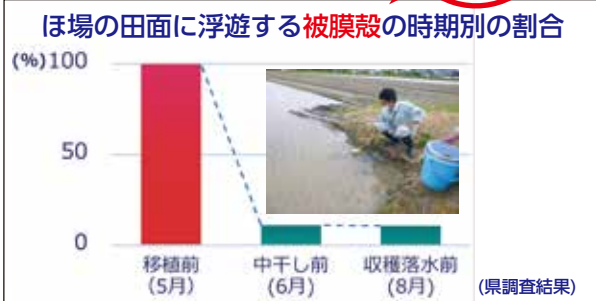 ほ場の田面に浮遊する被膜殻の時期別の割合
(%)100
50
0
移植前 中干し前 収穫落水前
(5月) (6月) (8月)
(県調査結果)